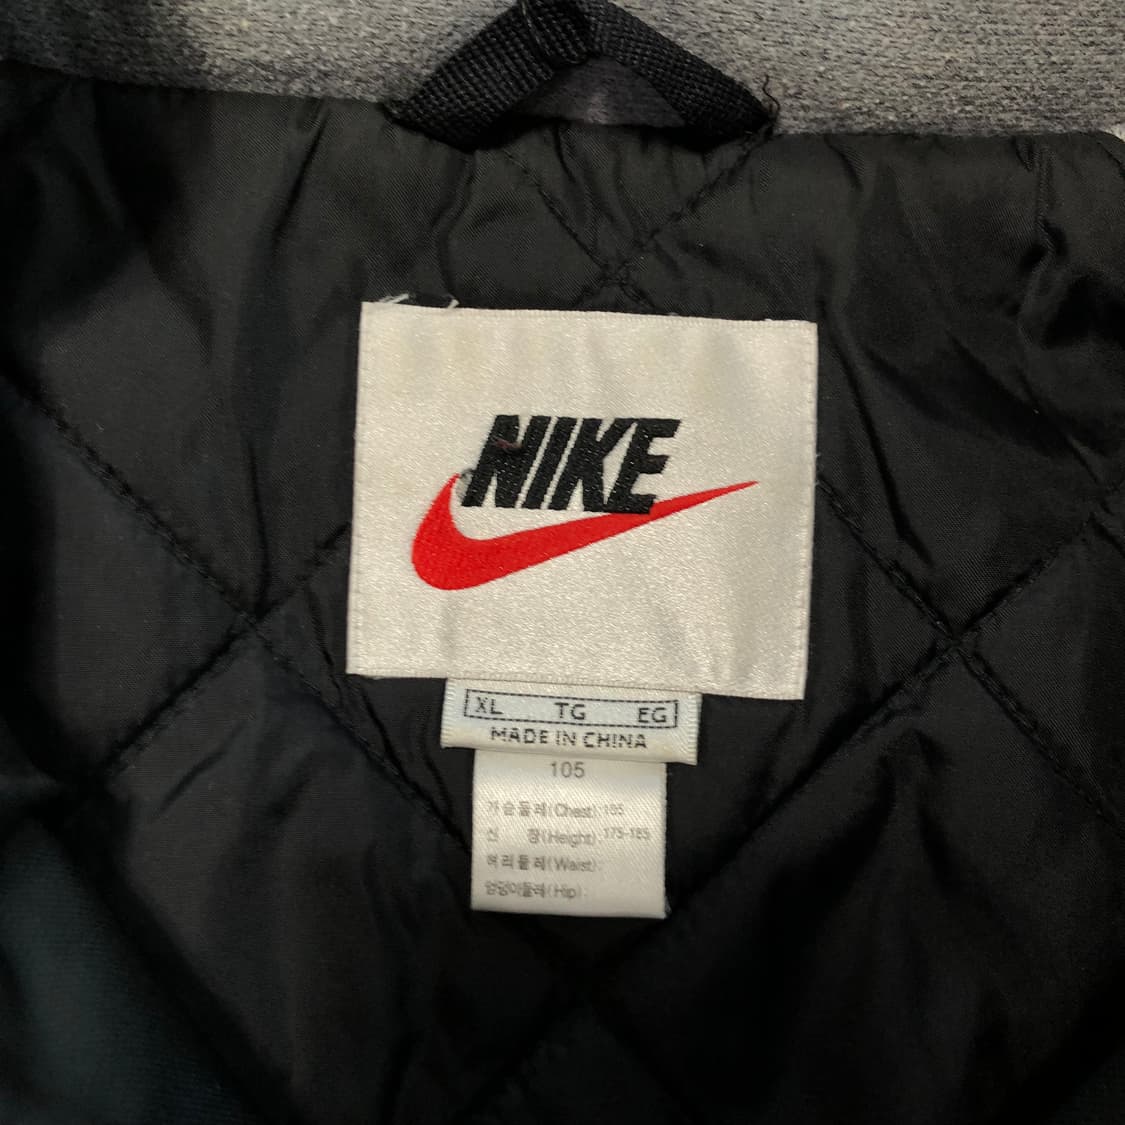 NIKE
XL TG EG
MADE IN CHINA
105
가슴둘레(Chest):105
신 장(Height):175-185
허리둘레(Waist):
엉덩이둘레(Hip):